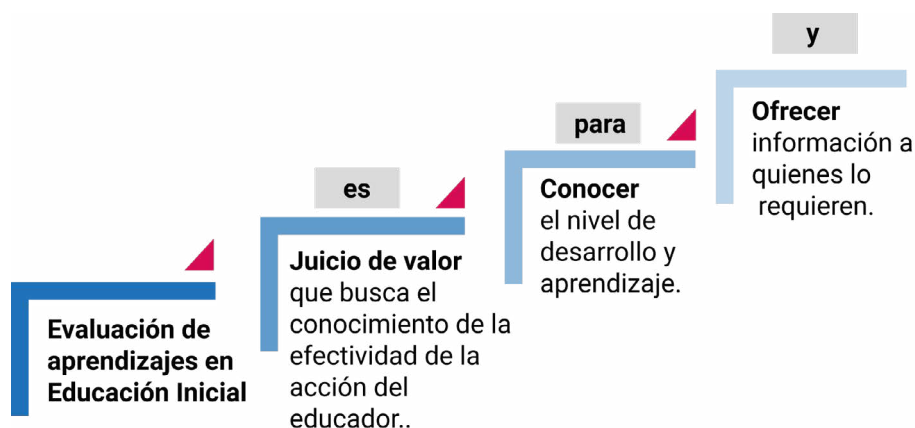 Evaluación de
aprendizajes en
Educación Inicial
es
Juicio de valor
que busca el
conocimiento de la
efectividad de la
acción del
educador..
para
Conocer
el nivel de
desarrollo y
aprendizaje.
y
Ofrecer
información a
quienes lo
requieren.